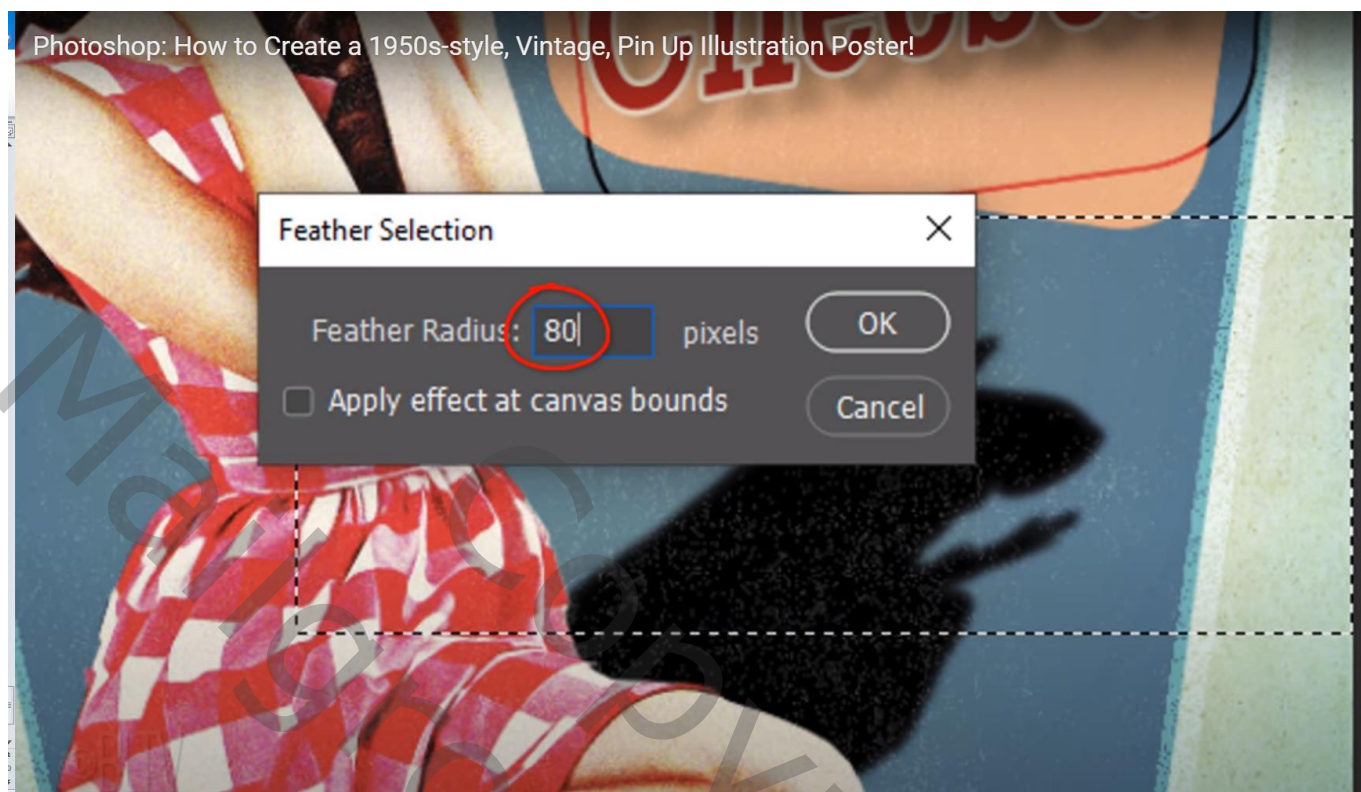 Photoshop: How to Create a 1950s-style, Vintage, Pin Up Illustration Poster!
Feather Selection
Feather Radius: 80 pixels
OK
Apply effect at canvas bounds
Cancel